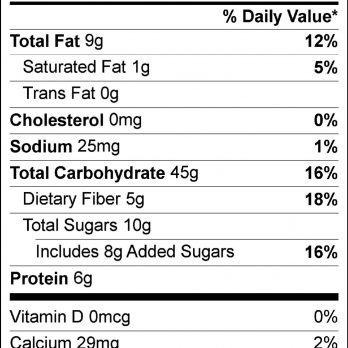 % Daily Value*
Total Fat 9g 12%
Saturated Fat 1g 5%
Trans Fat 0g
Cholesterol 0mg 0%
Sodium 25mg 1%
Total Carbohydrate 45g 16%
Dietary Fiber 5g 18%
Total Sugars 10g
Includes 8g Added Sugars 16%
Protein 6g
Vitamin D 0mcg 0%
Calcium 29mg 2%